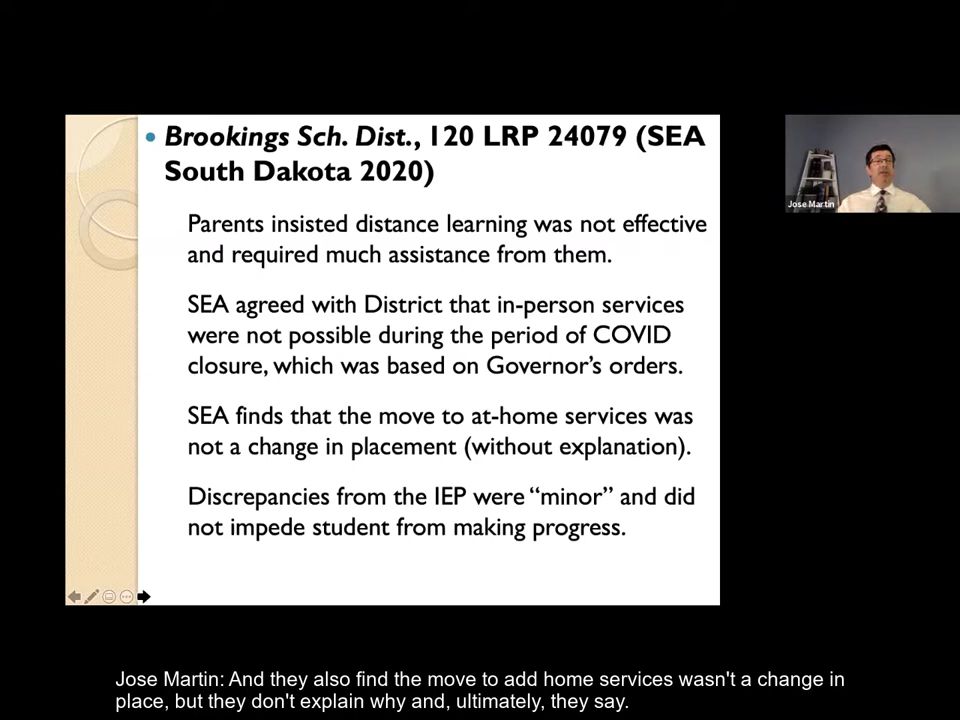 Brookings Sch. Dist., 120 LRP 24079 (SEA
South Dakota 2020)
Parents insisted distance learning was not effective
and required much assistance from them.
SEA agreed with District that in-person services
were not possible during the period of COVID
closure, which was based on Governor's orders.
SEA finds that the move to at-home services was
not a change in placement (without explanation).
Discrepancies from the IEP were “minor” and did
not impede student from making progress.
Jose Martin
Jose Martin: And they also find the move to add home services wasn't a change in
place, but they don't explain why and, ultimately, they say.